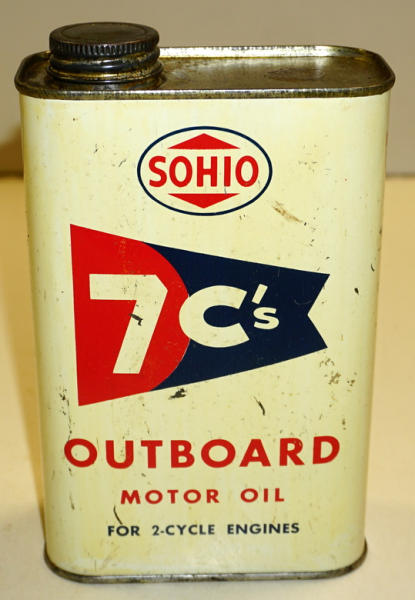 SOHIO
7C's
OUTBOARD
MOTOR OIL
FOR 2-CYCLE ENGINES